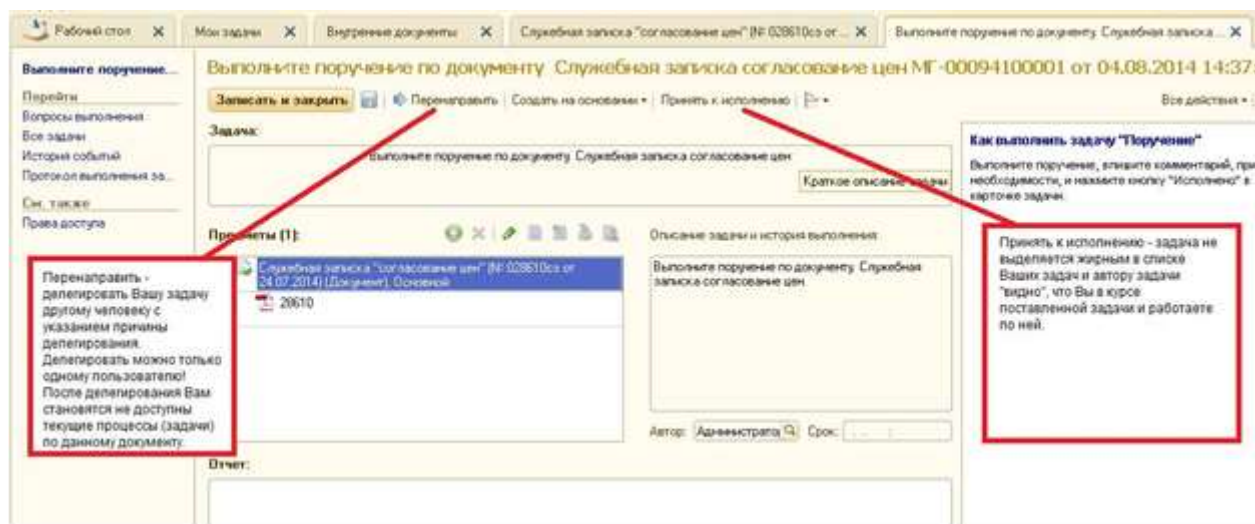 Рабочий стол
Мои задачи
Внутренние документы
Служебная записка "согласование цен" (№ 028610сз от ...
Выполните поручение по документу Служебная записка ...
Выполните поручение...
Перейти
Вопросы выполнения
Все задачи
История событий
Протокол выполнения за...
См. также
Права доступа
Выполните поручение по документу Служебная записка согласование цен МГ-00094100001 от 04.08.2014 14:37:
Записать и закрыть
Перенаправить
Создать на основании
Принять к исполнению
Все действия
Задача:
Выполните поручение по документу. Служебная записка согласование цен
Краткое описание задачи
Предметы (1):
Служебная записка "согласование цен" (№ 028610сз от
24.07.2014) (Документ), Основной
28610
Описание задачи и история выполнения:
Выполните поручение по документу. Служебная
записка согласование цен
Автор: Администратор
Срок:
Отчет:
Как выполнить задачу "Поручение"
Выполните поручение, впишите комментарий, при
необходимости, и нажмите кнопку "Исполнено" в
карточке задачи.
Перенаправить -
делегировать Вашу задачу
другому человеку с
указанием причины
делегирования.
Делегировать можно только
одному пользователю!
После делегирования Вам
становятся не доступны
текущие процессы (задачи)
по данному документу.
Принять к исполнению - задача не
выделяется жирным в списке
Ваших задач и автору задачи
"видно", что Вы в курсе
поставленной задачи и работаете
по ней.